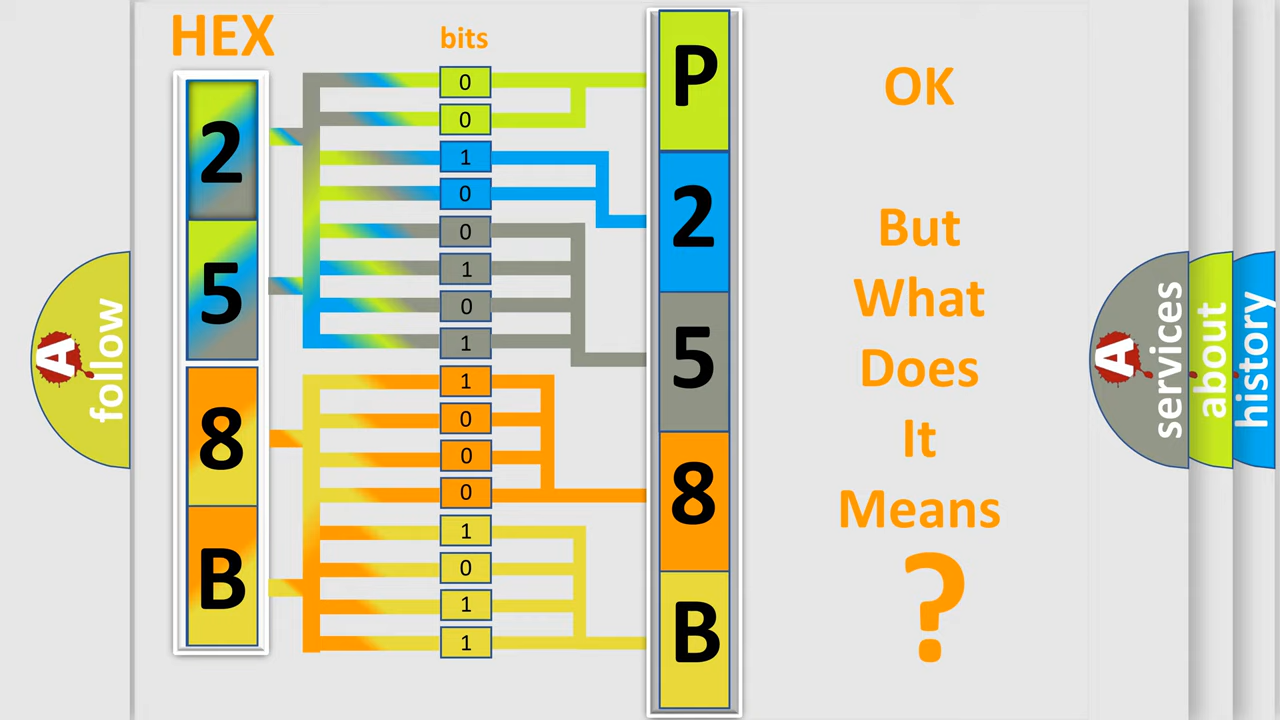 HEX
bits
2
5
8
B
0
0
1
0
0
1
0
1
1
0
0
0
1
0
1
1
P
2
5
8
B
OK
But
What
Does
It
Means
?
A
follow
A
services
about
history